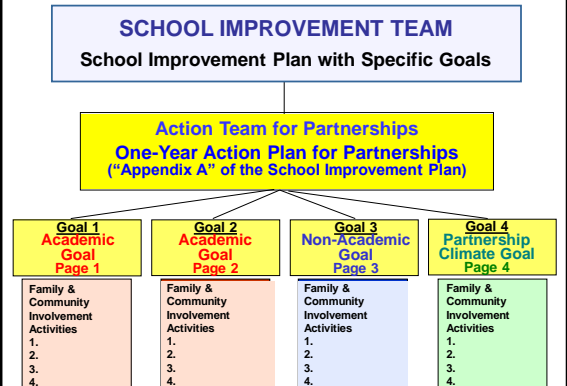 SCHOOL IMPROVEMENT TEAM
School Improvement Plan with Specific Goals
Action Team for Partnerships
One-Year Action Plan for Partnerships
(“Appendix A” of the School Improvement Plan)
Goal 1
Academic
Goal
Page 1
Family &
Community
Involvement
Activities
1.
2.
3.
4.
Goal 2
Academic
Goal
Page 2
Family &
Community
Involvement
Activities
1.
2.
3.
4.
Goal 3
Non-Academic
Goal
Page 3
Family &
Community
Involvement
Activities
1.
2.
3.
4.
Goal 4
Partnership
Climate Goal
Page 4
Family &
Community
Involvement
Activities
1.
2.
3.
4.